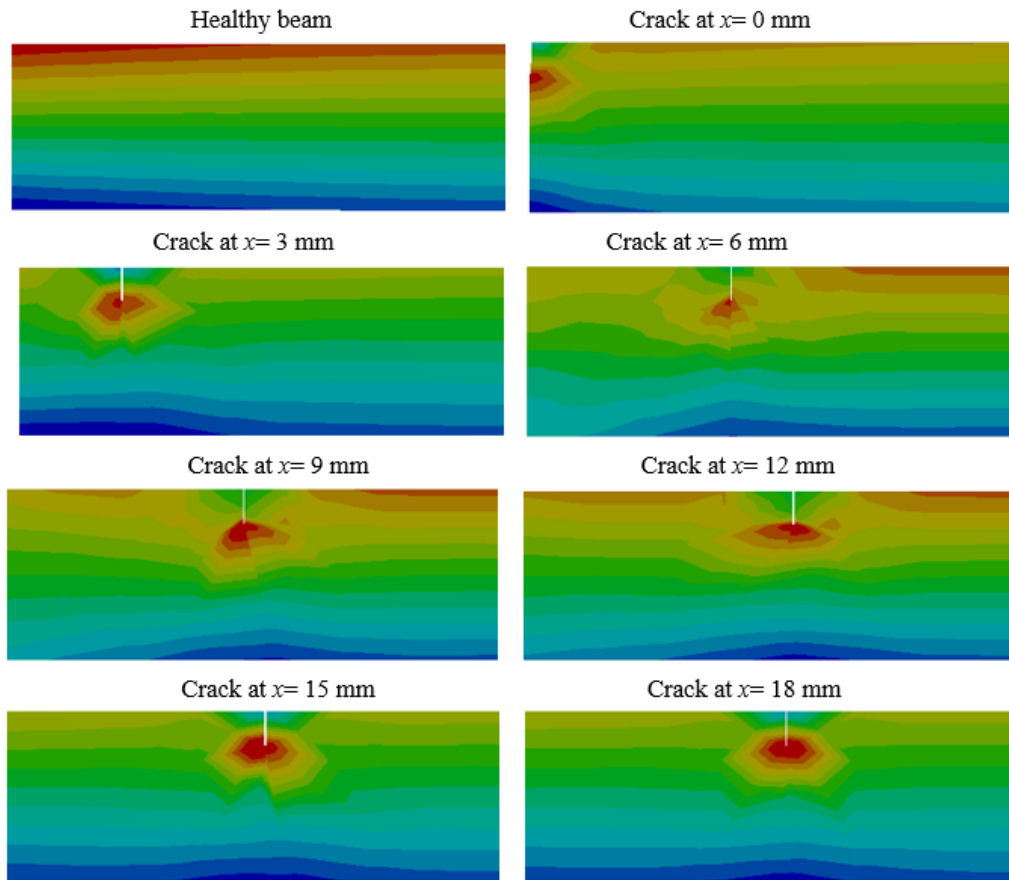 Healthy beam
Crack at x= 0 mm
Crack at x= 3 mm
Crack at x= 6 mm
Crack at x= 9 mm
Crack at x= 12 mm
Crack at x= 15 mm
Crack at x= 18 mm